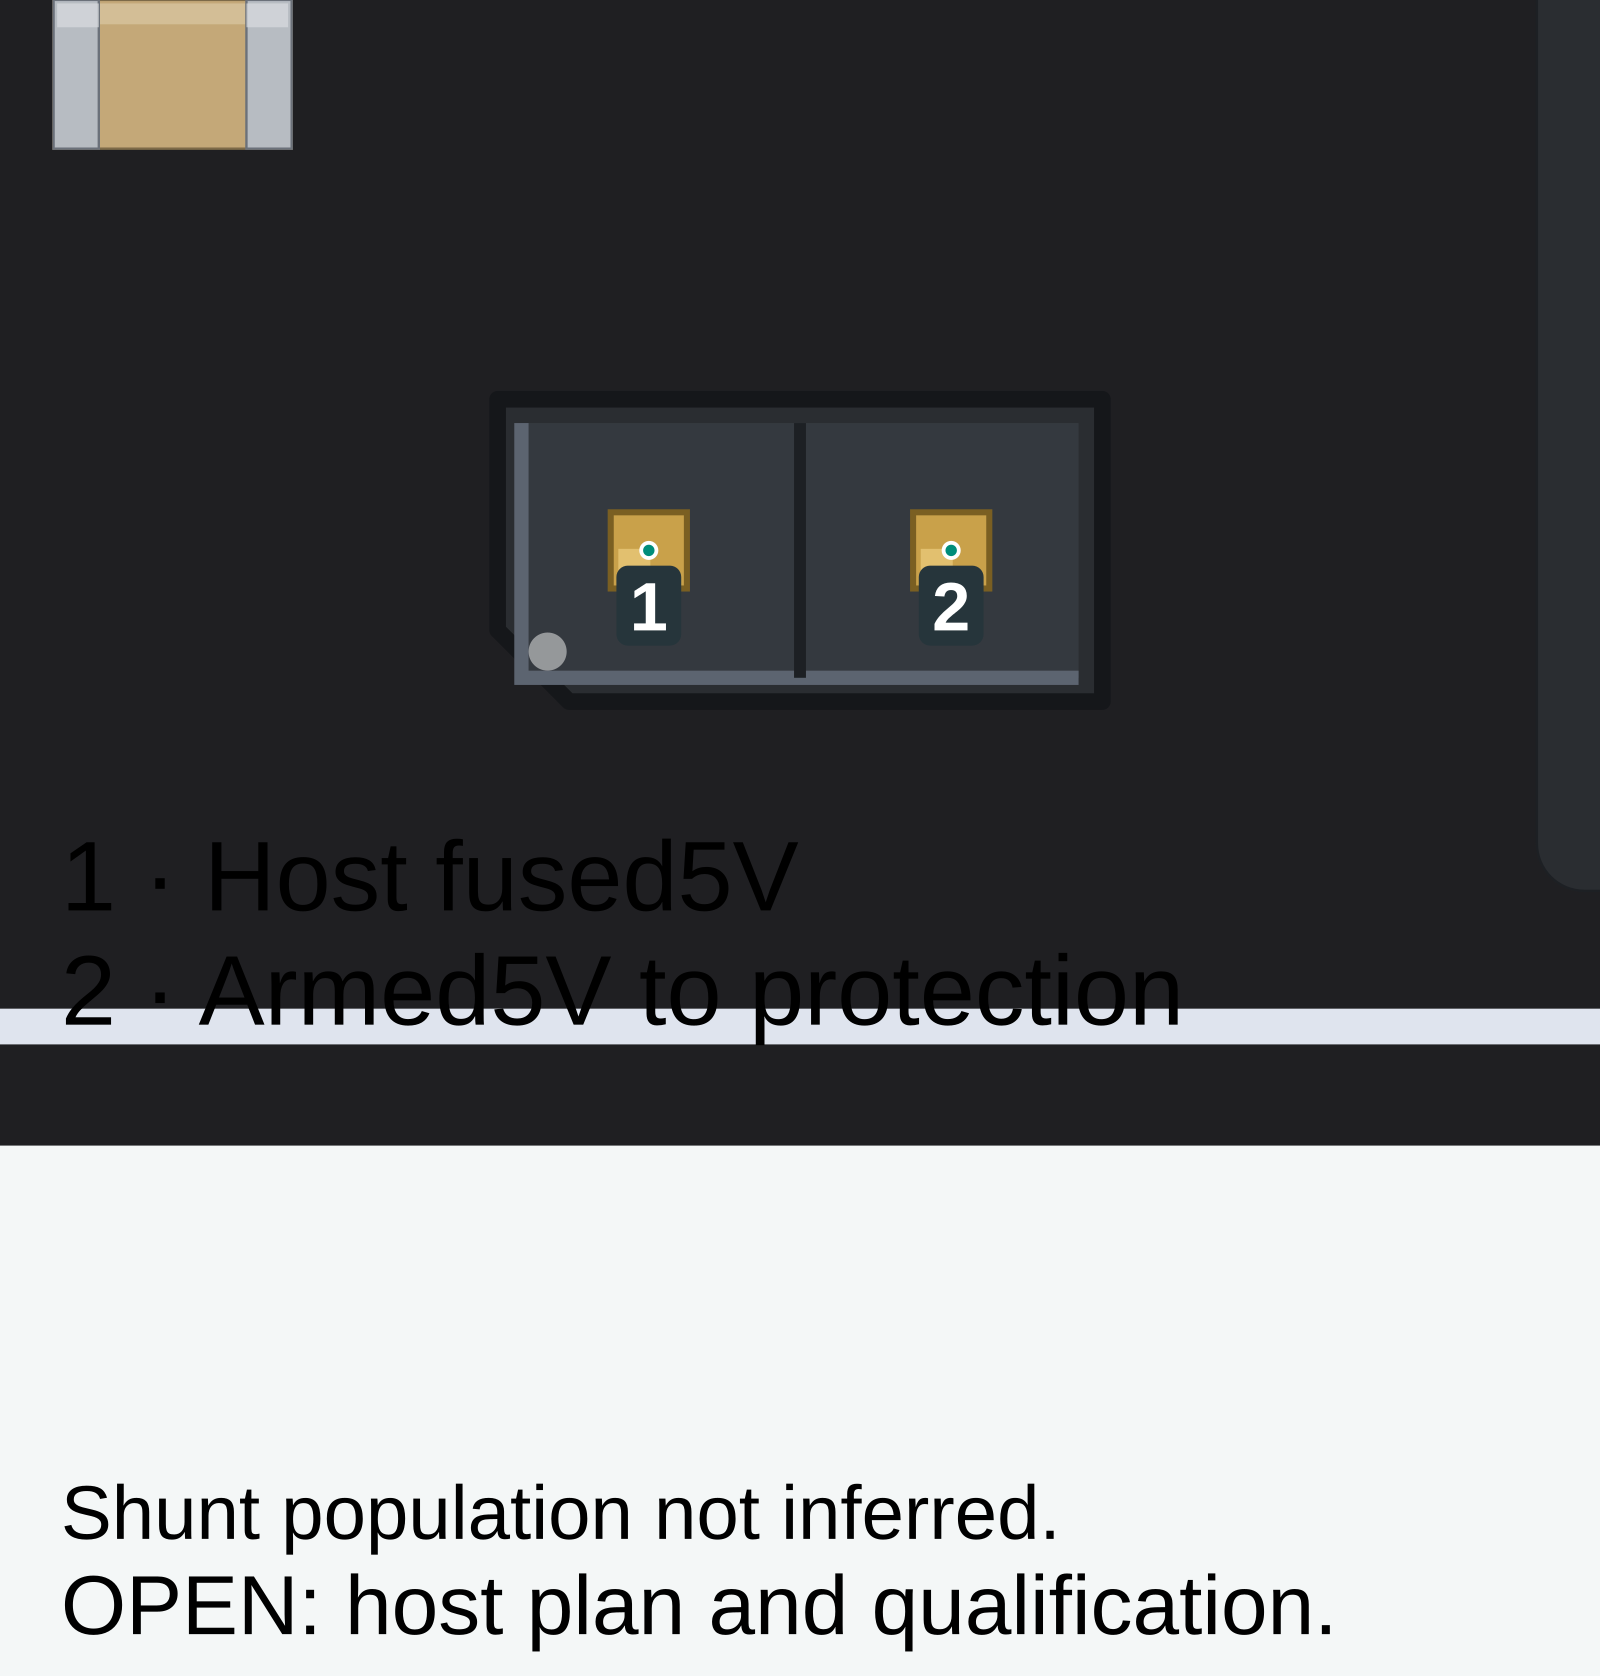 1 2
1 · Host fused5V
2 · Armed5V to protection
Shunt population not inferred.
OPEN: host plan and qualification.